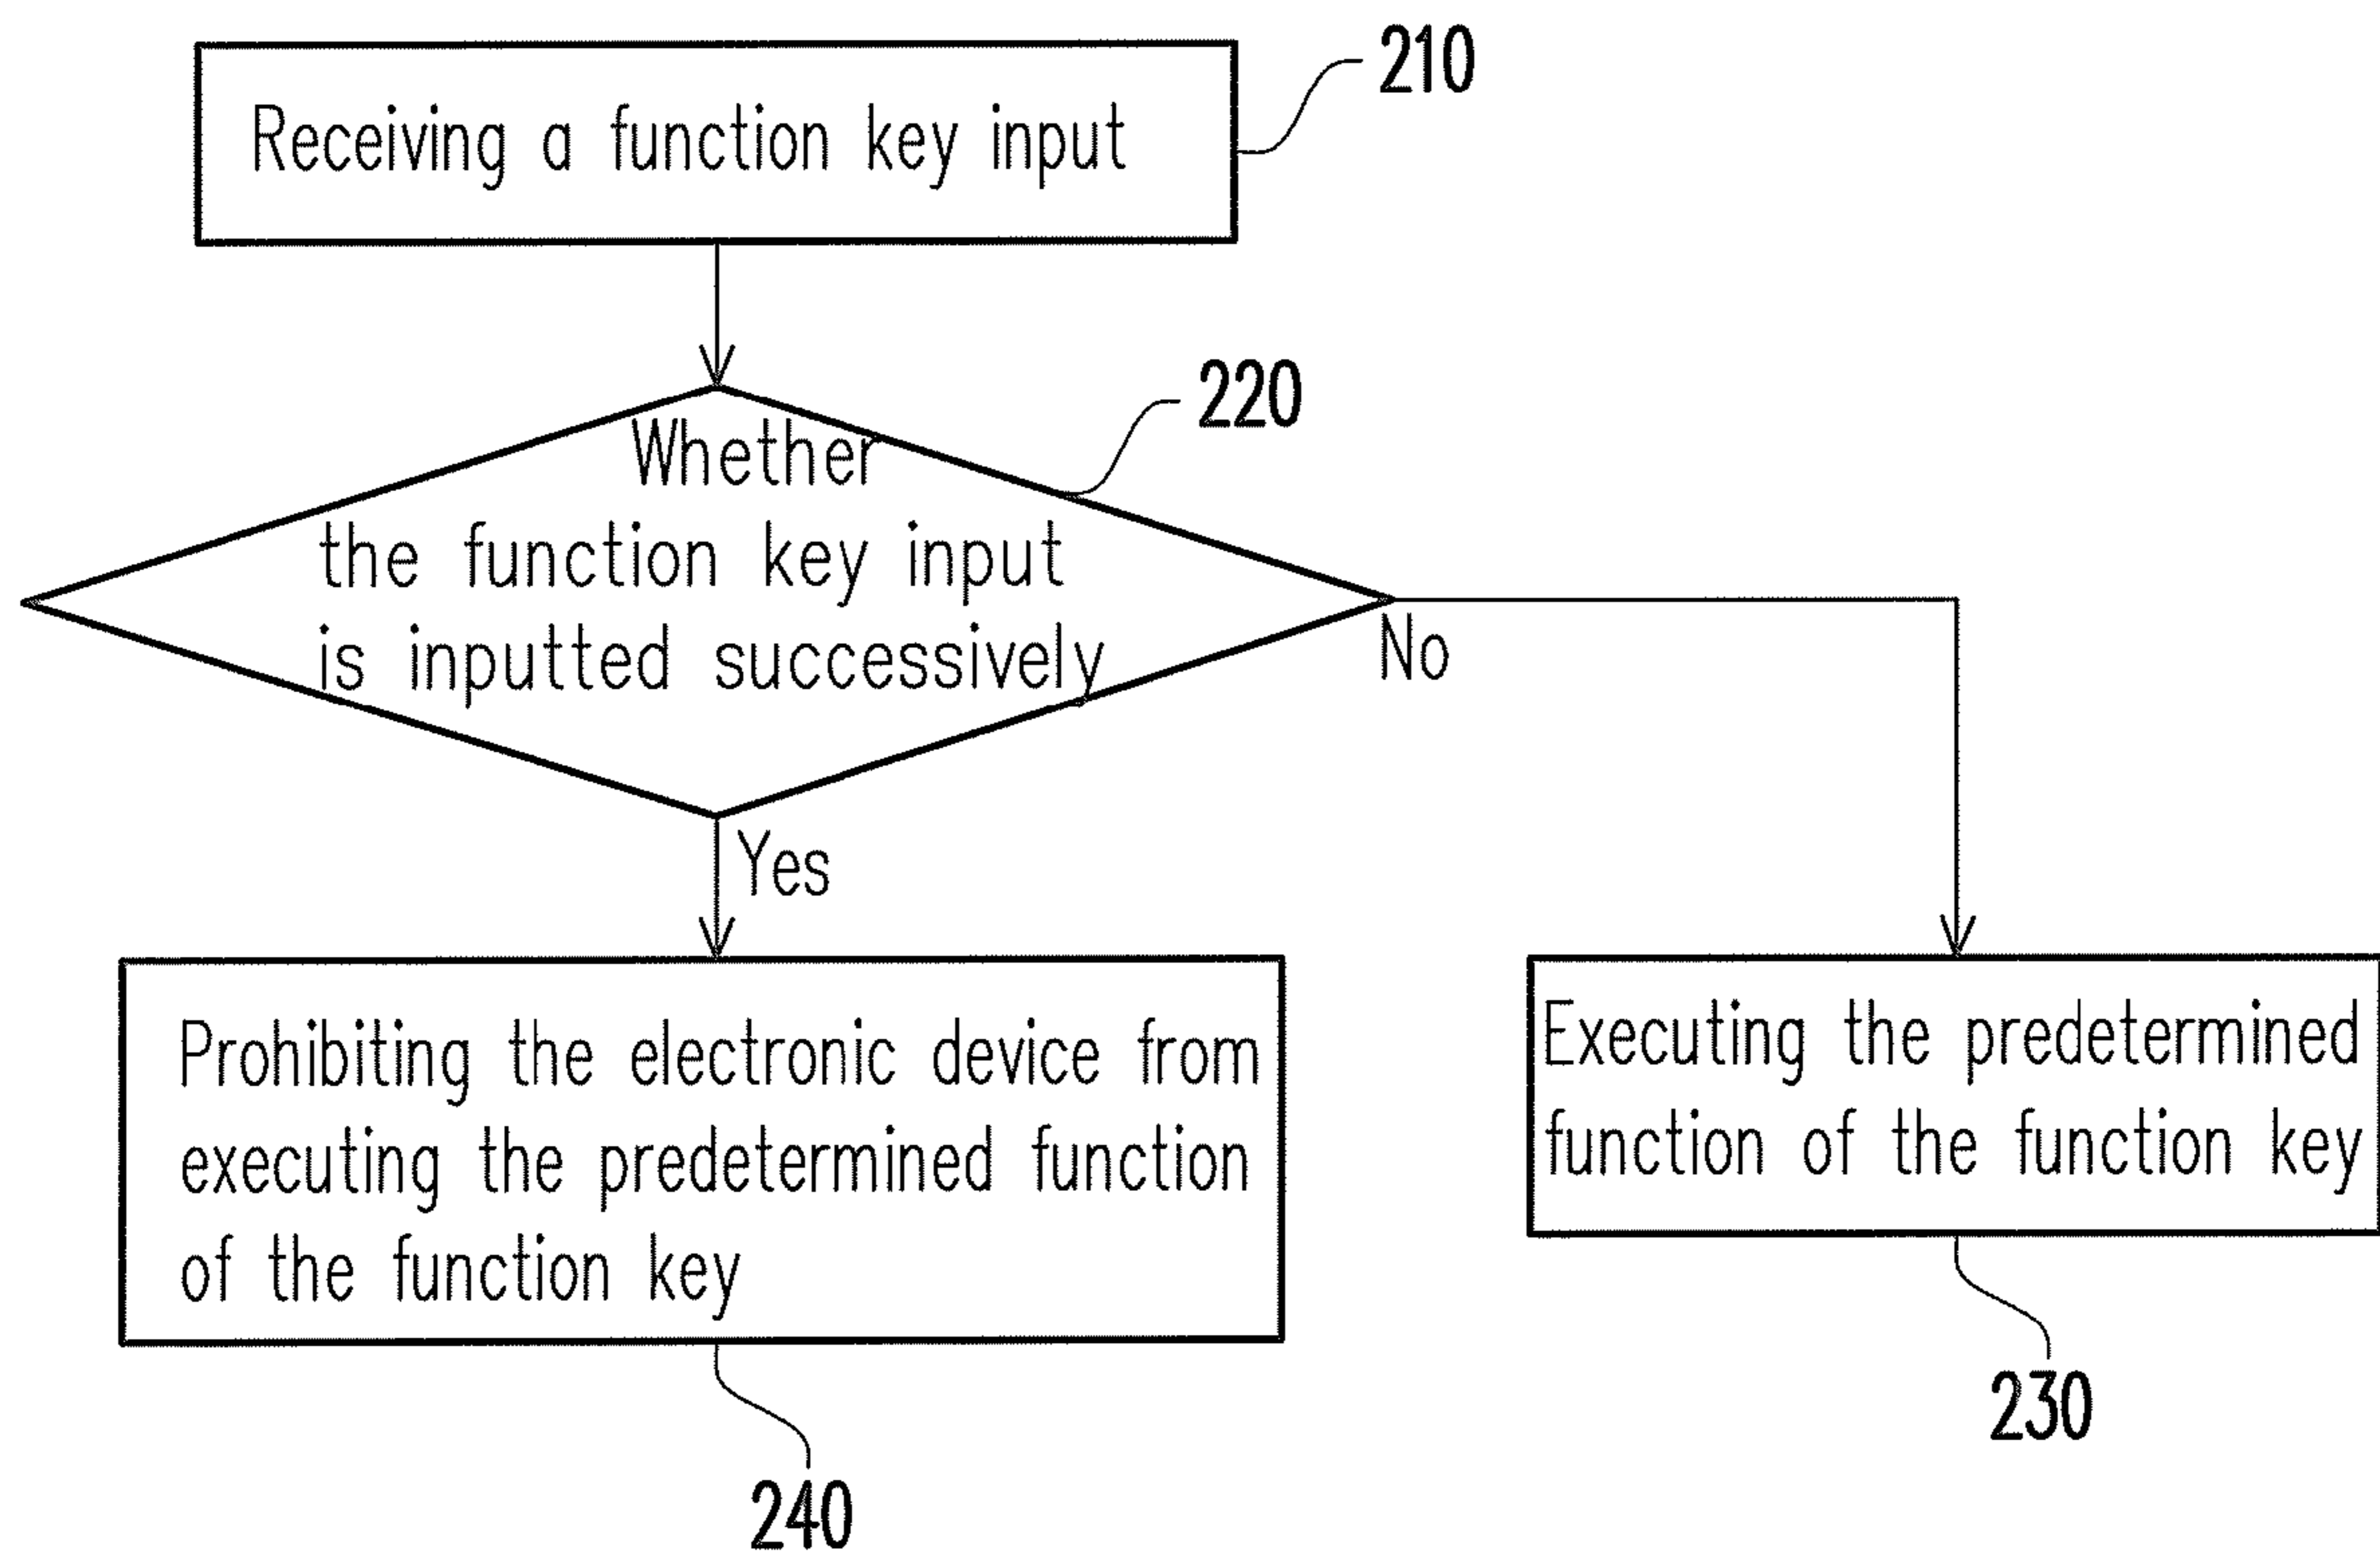 Receiving a function key input
210
220
Whether
the function key input
is inputted successively
No
Yes
Prohibiting the electronic device from
executing the predetermined function
of the function key
240
Executing the predetermined
function of the function key
230